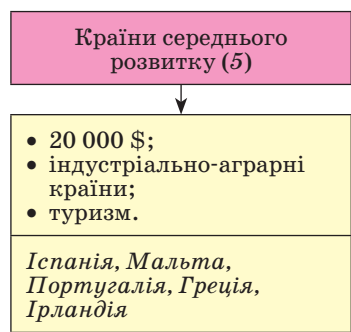 Країни середнього
розвитку (5)
• 20 000 $;
• індустріально-аграрні
країни;
• туризм.
Іспанія, Мальта,
Португалія, Греція,
Ірландія